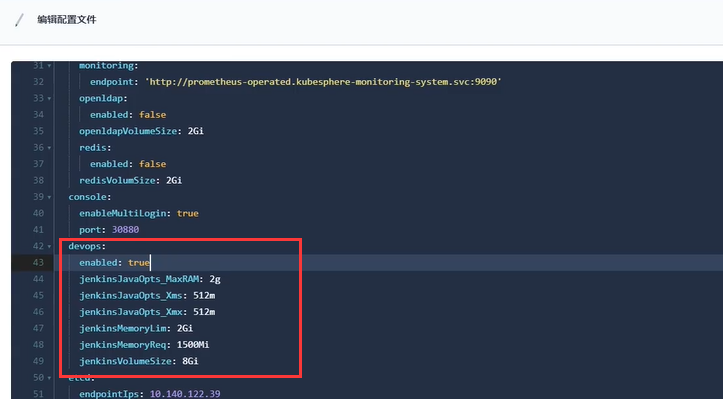 编辑配置文件
31 monitoring:
32 endpoint: 'http://prometheus-operated.kubesphere-monitoring-system.svc:9090'
33 openldap:
34 enabled: false
35 openldapVolumeSize: 2Gi
36 redis:
37 enabled: false
38 redisVolumSize: 2Gi
39 console:
40 enableMultiLogin: true
41 port: 30880
42 devops:
43 enabled: true
44 jenkinsJavaOpts_MaxRAM: 2g
45 jenkinsJavaOpts_Xms: 512m
46 jenkinsJavaOpts_Xmx: 512m
47 jenkinsMemoryLim: 2Gi
48 jenkinsMemoryReq: 1500Mi
49 jenkinsVolumeSize: 8Gi
50 etcd:
51 endpointIps: 10.140.122.39